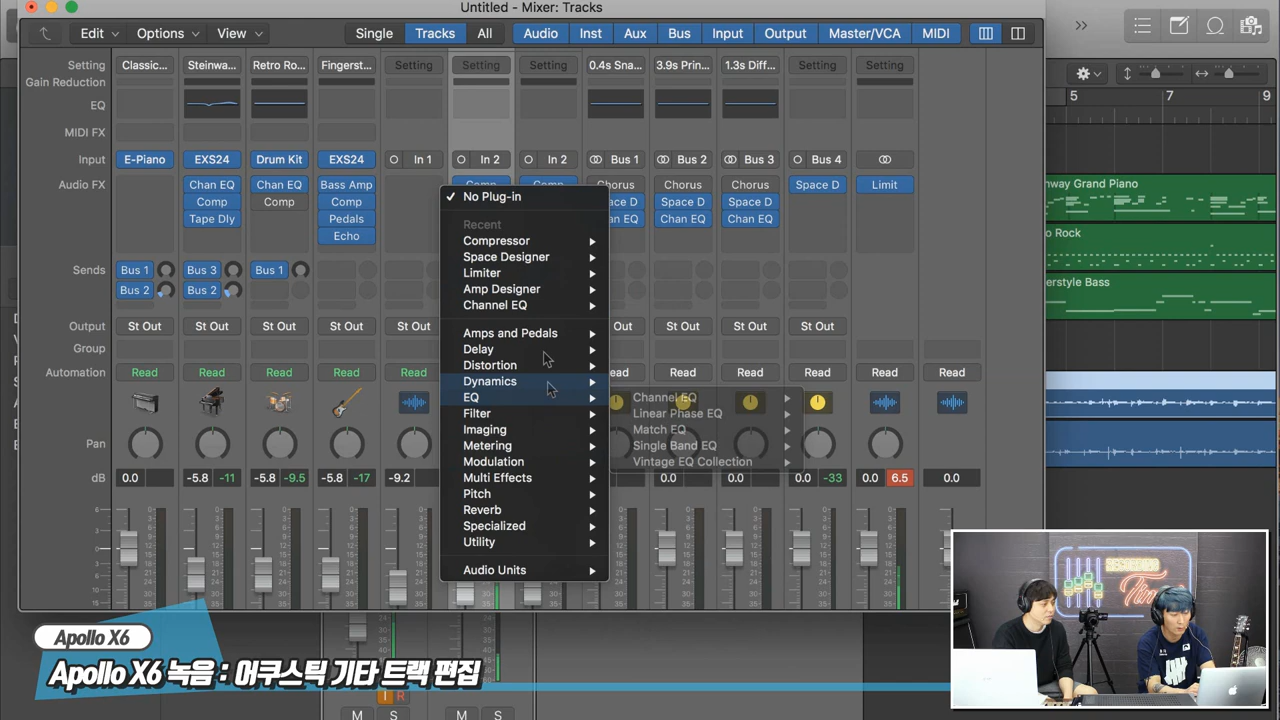 Untitled - Mixer: Tracks
Edit Options View Single Tracks All Audio Inst Aux Bus Input Output Master/VCA MIDI
Setting Classic... Steinwa... Retro Ro... Fingerst... Setting Setting Setting 0.4s Sna... 3.9s Prin... 1.3s Diff... Setting Setting
Gain Reduction
EQ
MIDI FX
Input E-Piano EXS24 Drum Kit EXS24 In 1 In 2 In 2 Bus 1 Bus 2 Bus 3 Bus 4
Audio FX Chan EQ Chan EQ Bass Amp Comp Comp Chorus Chorus Chorus Space D Limit
Comp Comp Comp Space D Space D
Tape Dly Pedals Chan EQ Chan EQ
Echo
Sends Bus 1 Bus 3 Bus 1
Bus 2 Bus 2
Output St Out St Out St Out St Out St Out St Out St Out St Out
Group
Automation Read Read Read Read Read Read Read Read Read Read
Pan
dB 0.0 -5.8 -11 -5.8 -9.5 -5.8 -17 -9.2 0.0 0.0 0.0 -33 0.0 6.5 0.0
No Plug-in
Recent
Compressor
Space Designer
Limiter
Amp Designer
Channel EQ
Amps and Pedals
Delay
Distortion
Dynamics
EQ
Filter
Imaging
Metering
Modulation
Multi Effects
Pitch
Reverb
Specialized
Utility
Audio Units
Channel EQ
Linear Phase EQ
Match EQ
Single Band EQ
Vintage EQ Collection
5 7 9
nway Grand Piano
o Rock
erstyle Bass
M S M S
I R
Apollo X6
Apollo X6 녹음 : 어쿠스틱 기타 트랙 편집